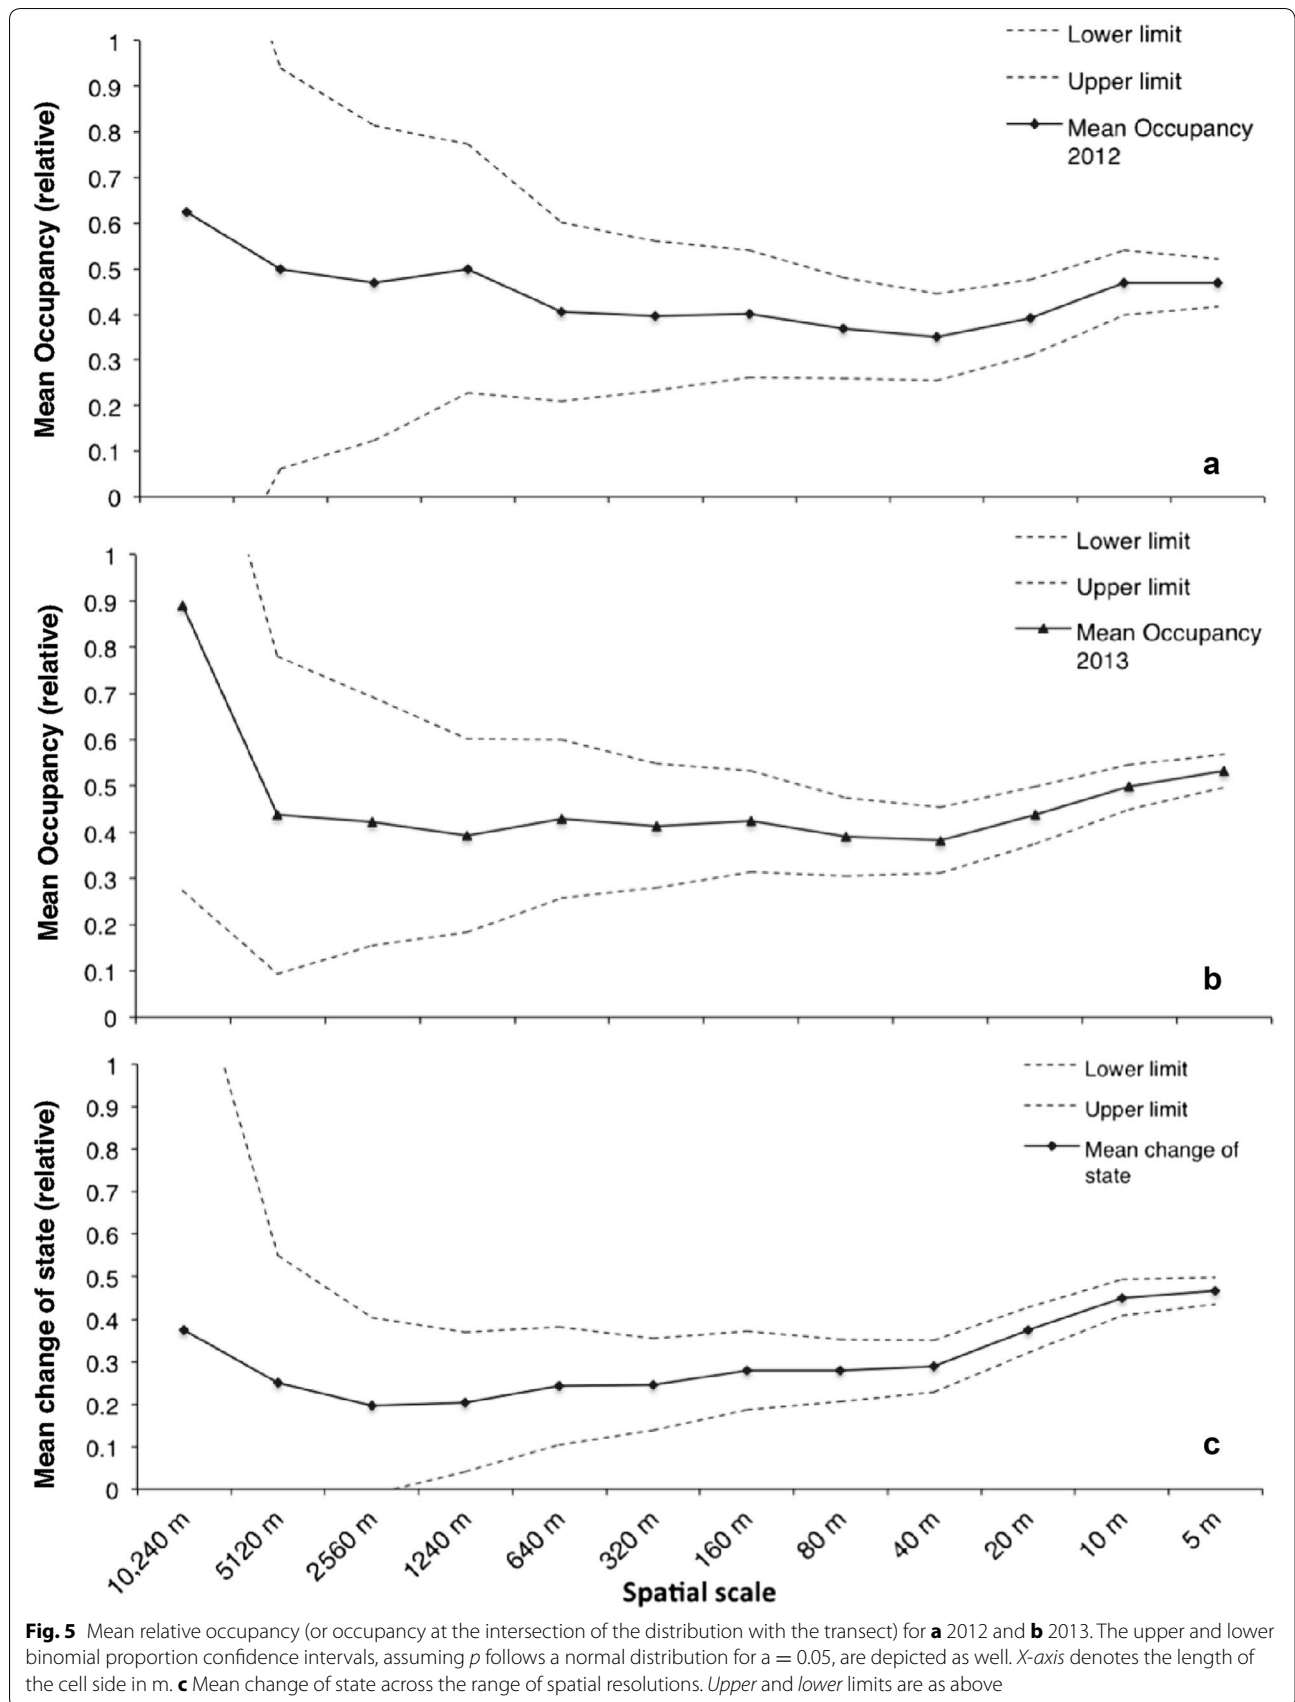 Lower limit
Upper limit
Mean Occupancy
2012
Mean Occupancy (relative)
1
0.9
0.8
0.7
0.6
0.5
0.4
0.3
0.2
0.1
0
a
Lower limit
Upper limit
Mean Occupancy
2013
Mean Occupancy (relative)
1
0.9
0.8
0.7
0.6
0.5
0.4
0.3
0.2
0.1
0
b
Lower limit
Upper limit
Mean change of
state
Mean change of state (relative)
1
0.9
0.8
0.7
0.6
0.5
0.4
0.3
0.2
0.1
0
c
10,240 m
5120 m
2560 m
1240 m
640 m
320 m
160 m
80 m
40 m
20 m
10 m
5 m
Spatial scale
Fig. 5 Mean relative occupancy (or occupancy at the intersection of the distribution with the transect) for a 2012 and b 2013. The upper and lower
binomial proportion confidence intervals, assuming p follows a normal distribution for a = 0.05, are depicted as well. X-axis denotes the length of
the cell side in m. c Mean change of state across the range of spatial resolutions. Upper and lower limits are as above